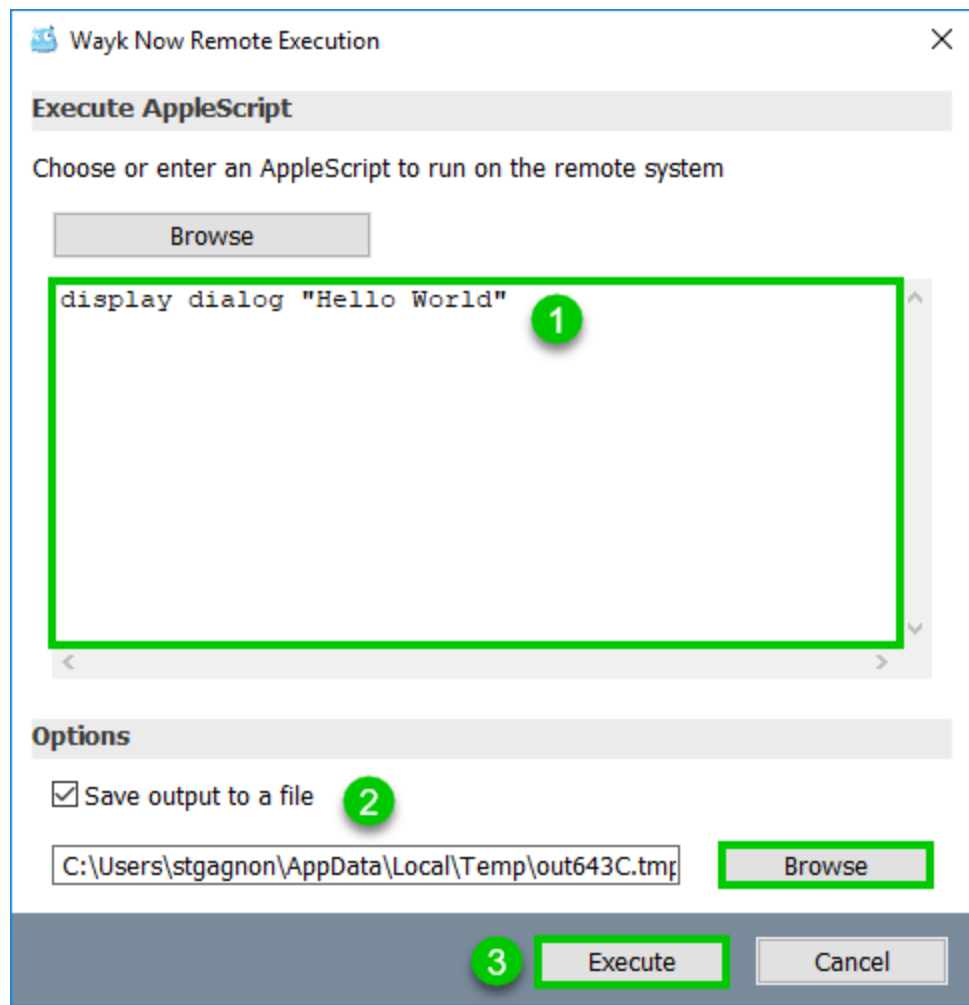 Wayk Now Remote Execution
Execute AppleScript
Choose or enter an AppleScript to run on the remote system
Browse
display dialog "Hello World"
1
Options
Save output to a file
2
C:\Users\stgagnon\AppData\Local\Temp\out643C.tmp
Browse
3
Execute
Cancel